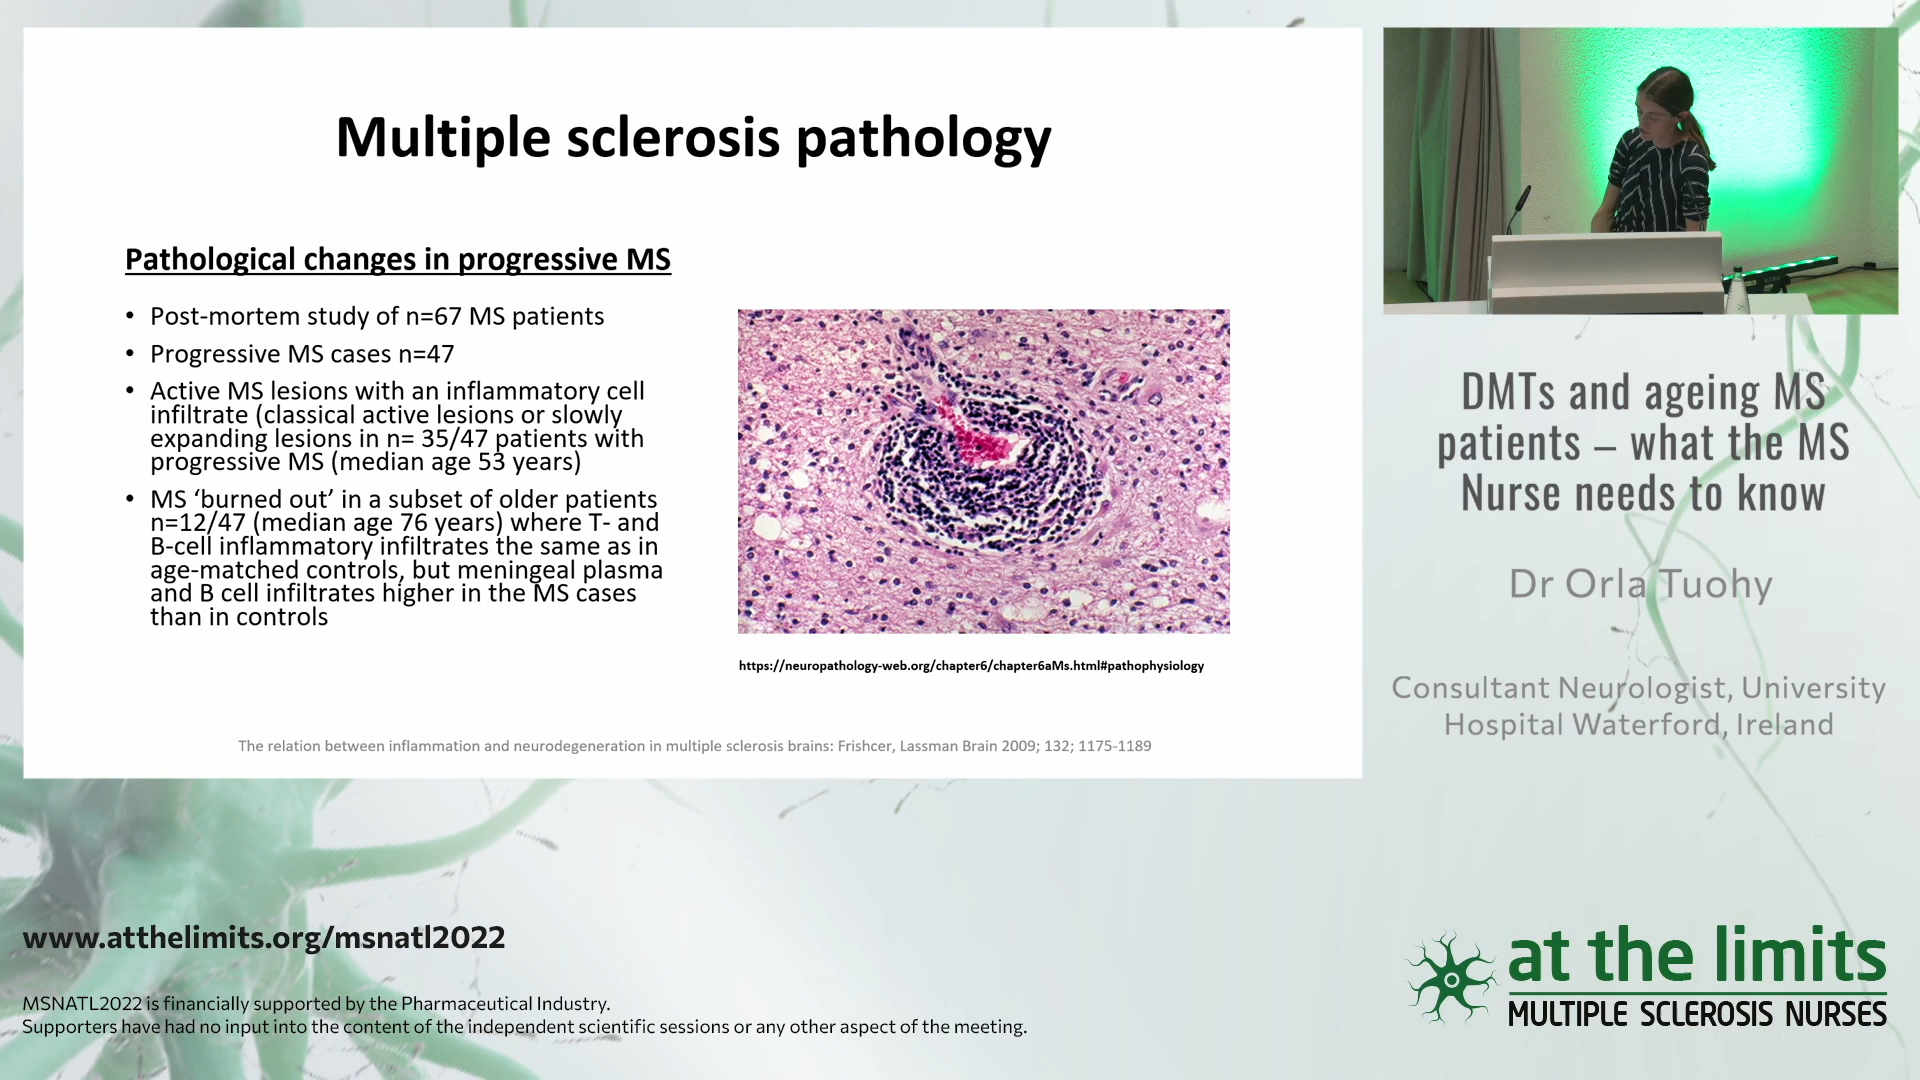 Multiple sclerosis pathology
Pathological changes in progressive MS
• Post-mortem study of n=67 MS patients
• Progressive MS cases n=47
• Active MS lesions with an inflammatory cell
infiltrate (classical active lesions or slowly
expanding lesions in n= 35/47 patients with
progressive MS (median age 53 years)
• MS ‘burned out’ in a subset of older patients
n=12/47 (median age 76 years) where T- and
B-cell inflammatory infiltrates the same as in
age-matched controls, but meningeal plasma
and B cell infiltrates higher in the MS cases
than in controls
https://neuropathology-web.org/chapter6/chapter6aMs.html#pathophysiology
The relation between inflammation and neurodegeneration in multiple sclerosis brains: Frishcer, Lassman Brain 2009; 132; 1175-1189
DMTs and ageing MS
patients – what the MS
Nurse needs to know
Dr Orla Tuohy
Consultant Neurologist, University
Hospital Waterford, Ireland
www.atthelimits.org/msnatl2022
MSNATL2022 is financially supported by the Pharmaceutical Industry.
Supporters have had no input into the content of the independent scientific sessions or any other aspect of the meeting.
at the limits
MULTIPLE SCLEROSIS NURSES